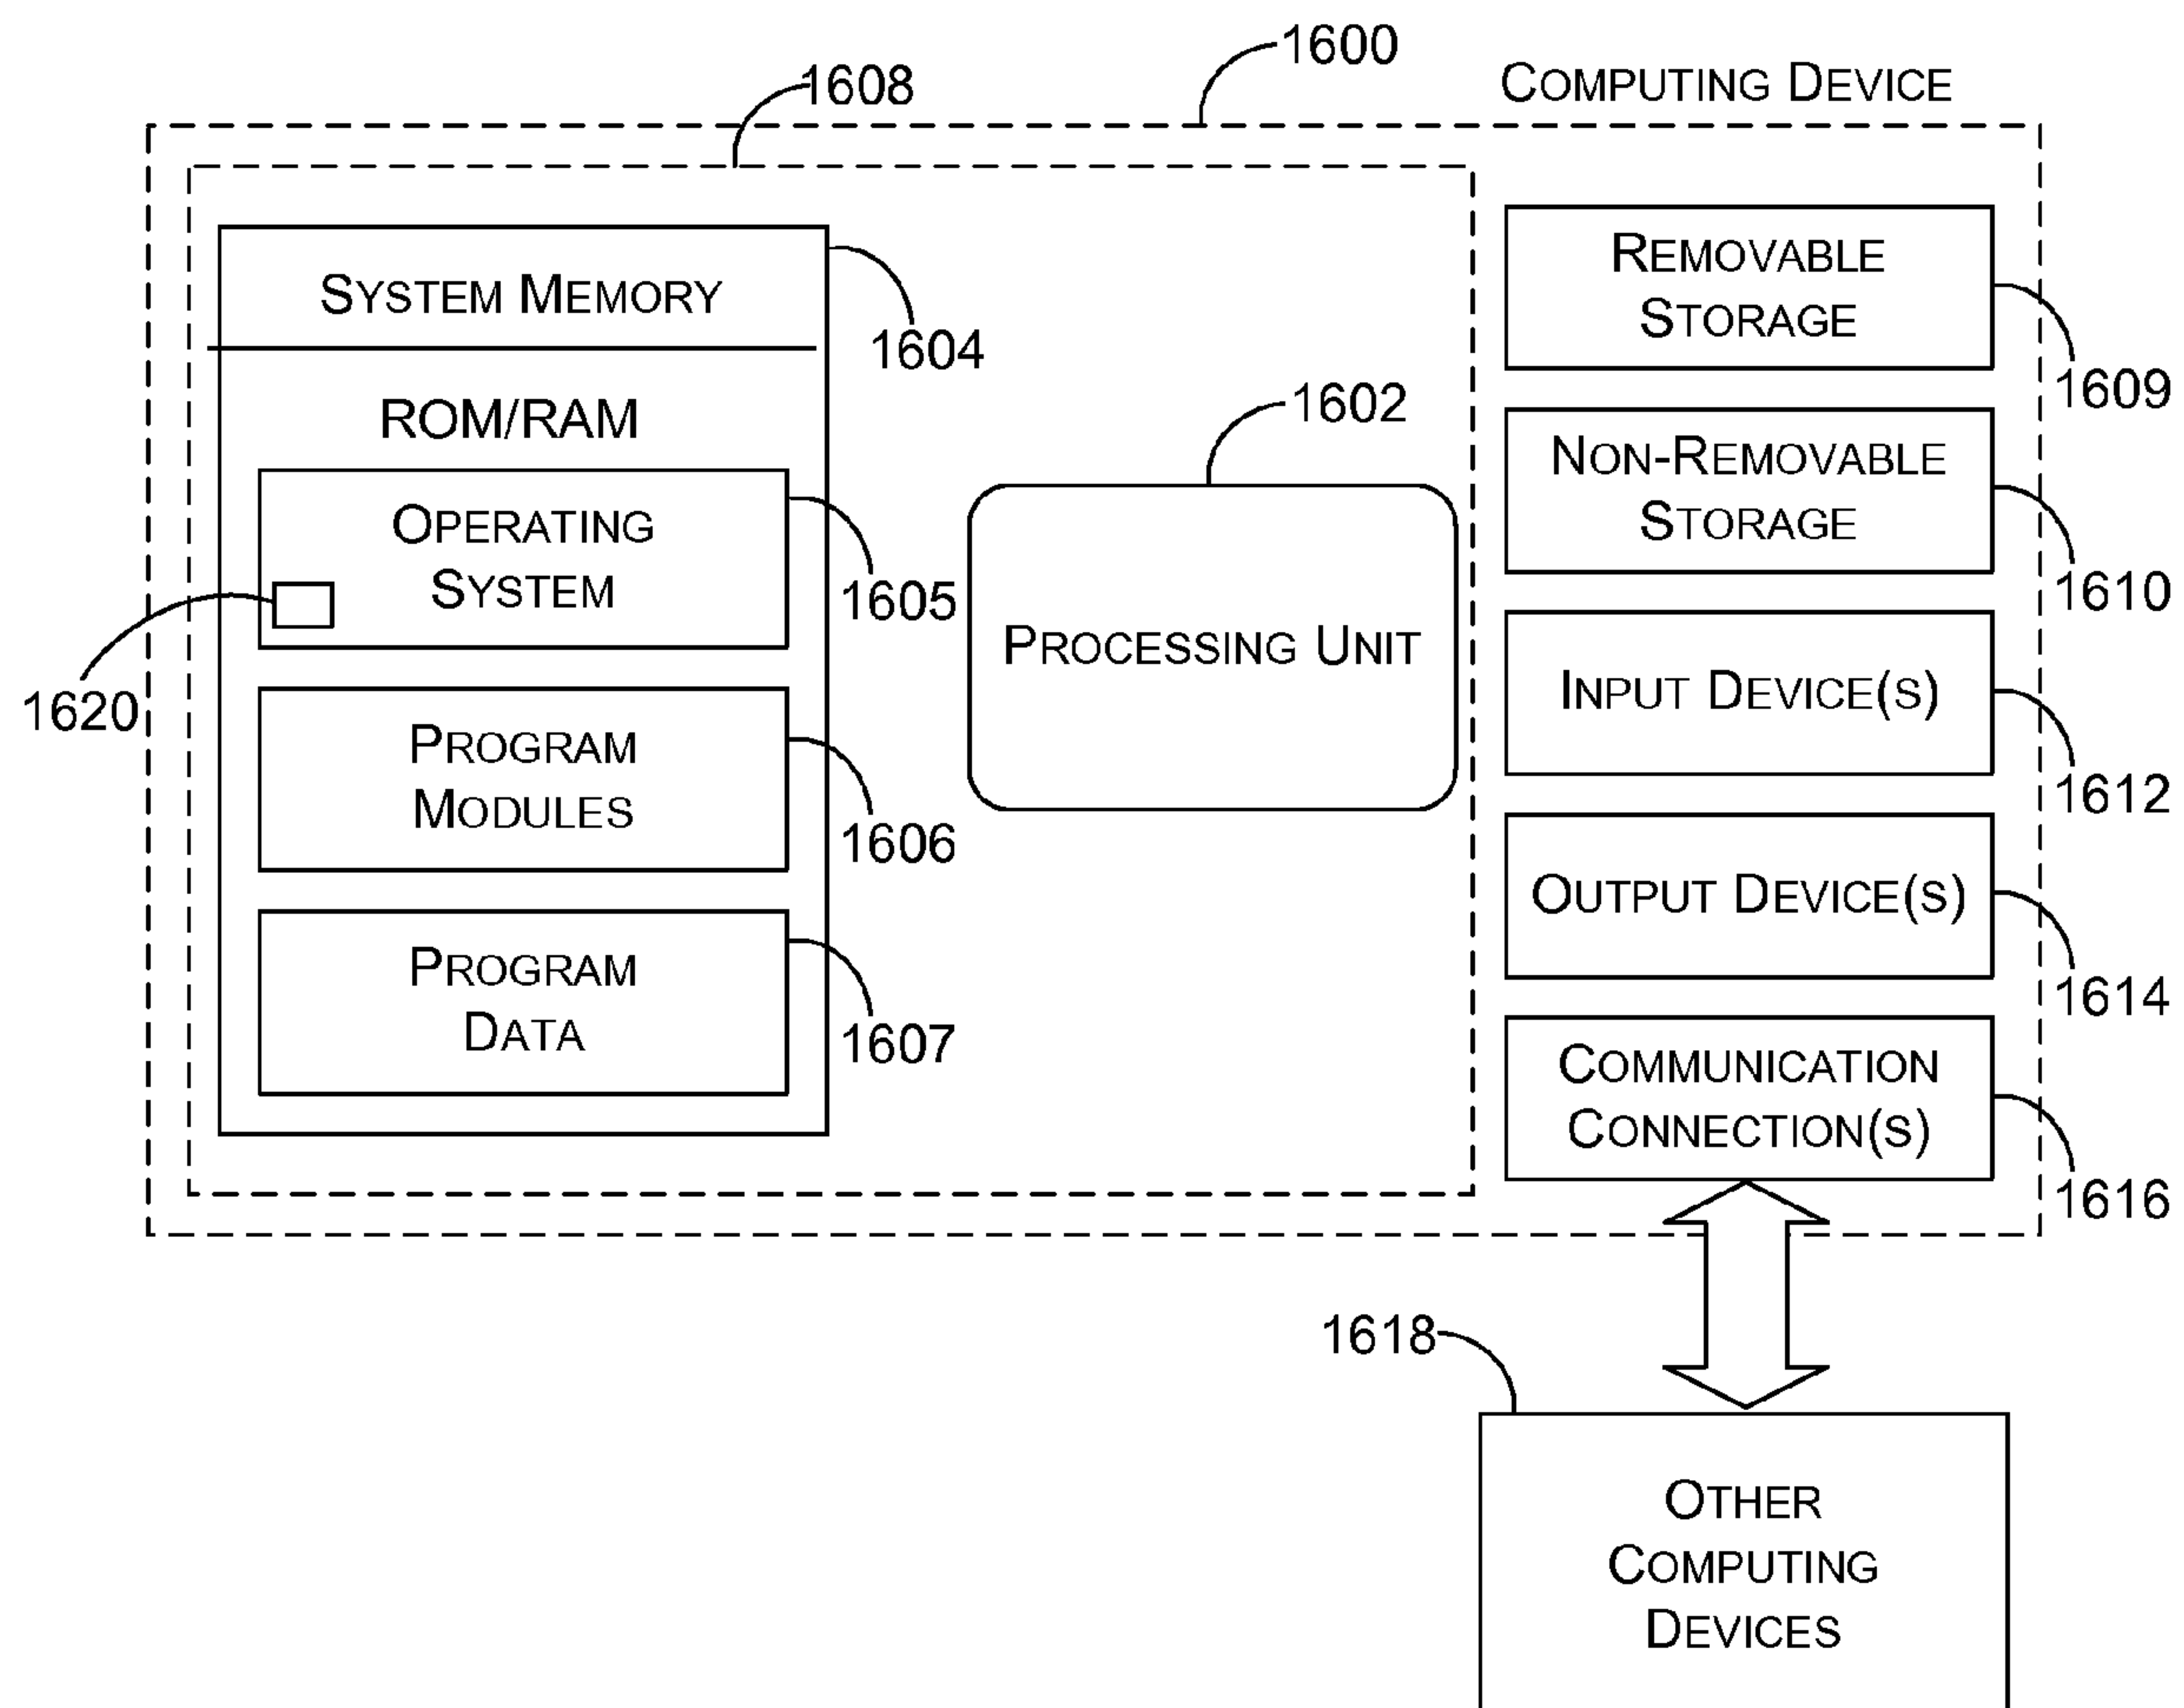 1600
COMPUTING DEVICE
1608
SYSTEM MEMORY
1604
ROM/RAM
OPERATING
SYSTEM
1605
1620
PROGRAM
MODULES
1606
PROGRAM
DATA
1607
1602
PROCESSING UNIT
REMOVABLE
STORAGE
1609
NON-REMOVABLE
STORAGE
1610
INPUT DEVICE(S)
1612
OUTPUT DEVICE(S)
1614
COMMUNICATION
CONNECTION(S)
1616
1618
OTHER
COMPUTING
DEVICES